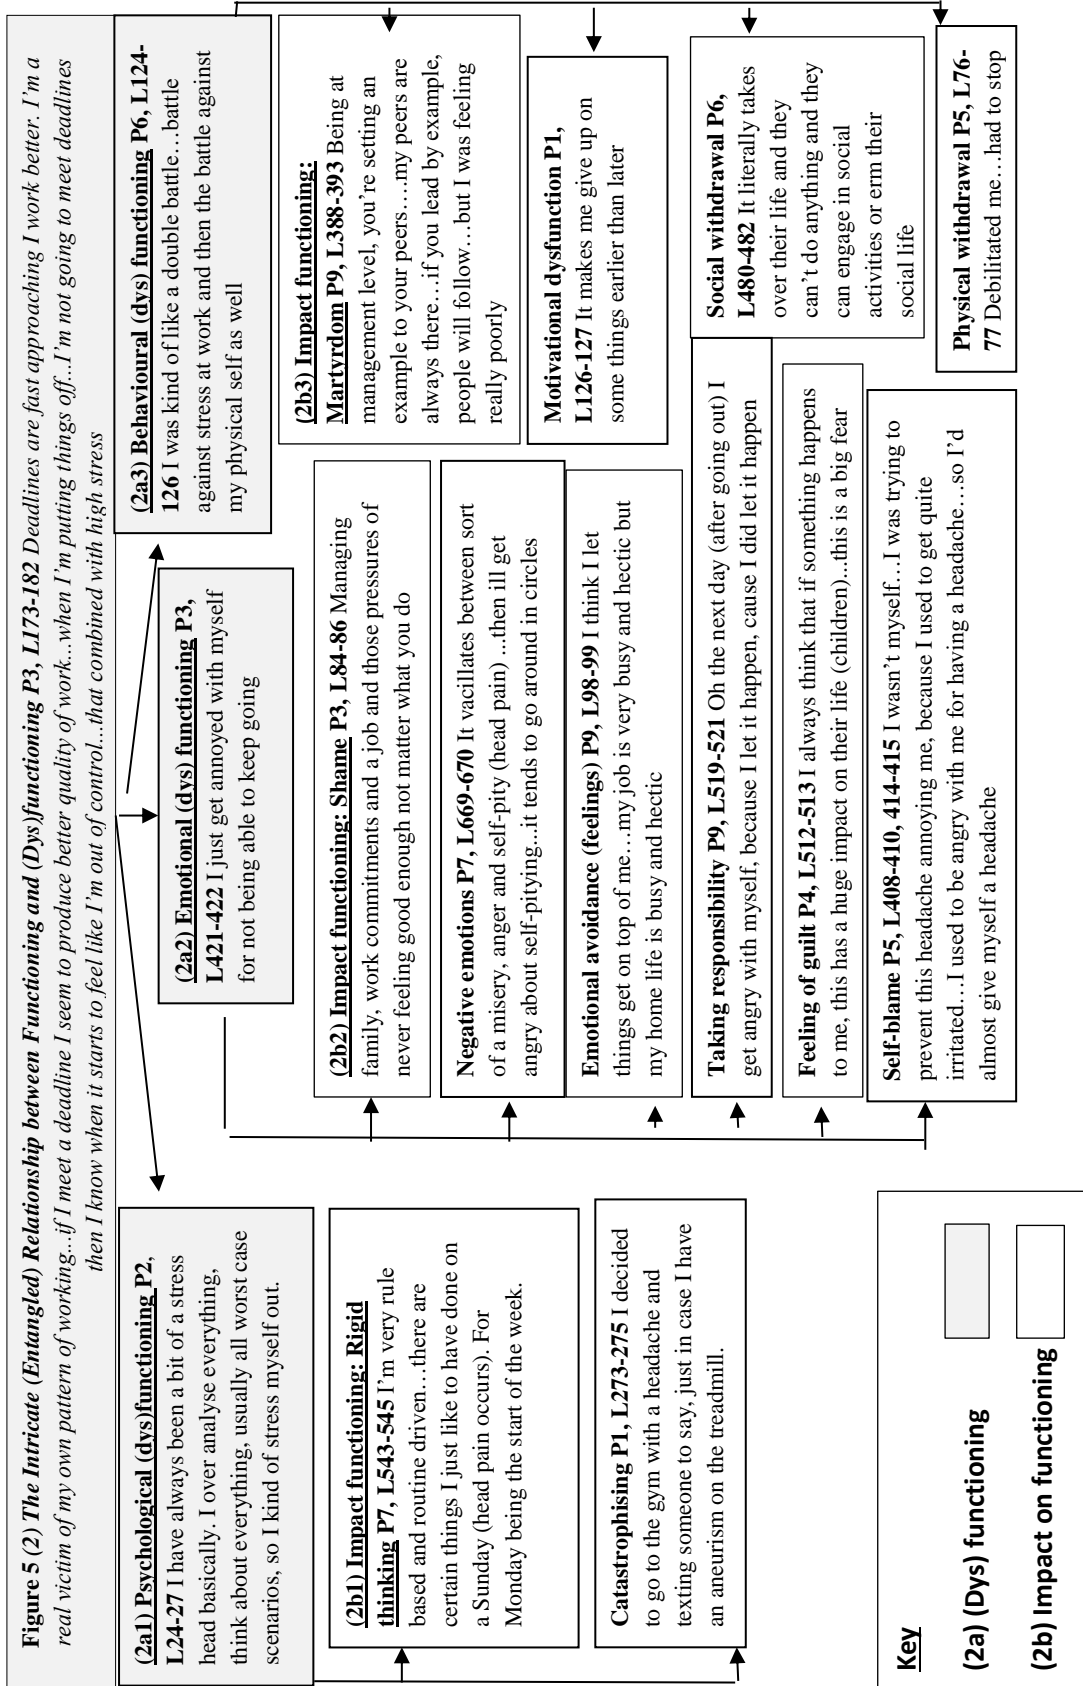 Figure 5 (2) The Intricate (Entangled) Relationship between Functioning and (Dys)functioning P3, L173-182 Deadlines are fast approaching I work better. I'm a
real victim of my own pattern of working...if I meet a deadline I seem to produce better quality of work...when I'm putting things off...I'm not going to meet deadlines
then I know when it starts to feel like I'm out of control...that combined with high stress
(2a1) Psychological (dys)functioning P2,
L24-27 I have always been a bit of a stress
head basically. I over analyse everything,
think about everything, usually all worst case
scenarios, so I kind of stress myself out.
(2b1) Impact functioning: Rigid
thinking P7, L543-545 I'm very rule
based and routine driven…there are
certain things I just like to have done on
a Sunday (head pain occurs). For
Monday being the start of the week.
Catastrophising P1, L273-275 I decided
to go to the gym with a headache and
texting someone to say, just in case I have
an aneurism on the treadmill.
(2a2) Emotional (dys) functioning P3,
L421-422 I just get annoyed with myself
for not being able to keep going
(2b2) Impact functioning: Shame P3, L84-86 Managing
family, work commitments and a job and those pressures of
never feeling good enough not matter what you do
Negative emotions P7, L669-670 It vacillates between sort
of a misery, anger and self-pity (head pain) ...then ill get
angry about self-pitying...it tends to go around in circles
Emotional avoidance (feelings) P9, L98-99 I think I let
things get on top of me…my job is very busy and hectic but
my home life is busy and hectic
Taking responsibility P9, L519-521 Oh the next day (after going out) I
get angry with myself, because I let it happen, cause I did let it happen
Feeling of guilt P4, L512-513 I always think that if something happens
to me, this has a huge impact on their life (children)...this is a big fear
Self-blame P5, L408-410, 414-415 I wasn't myself…I was trying to
prevent this headache annoying me, because I used to get quite
irritated…I used to be angry with me for having a headache…so I'd
almost give myself a headache
(2a3) Behavioural (dys) functioning P6, L124-
126 I was kind of like a double battle…battle
against stress at work and then the battle against
my physical self as well
(2b3) Impact functioning:
Martyrdom P9, L388-393 Being at
management level, you're setting an
example to your peers…my peers are
always there…if you lead by example,
people will follow…but I was feeling
really poorly
Motivational dysfunction P1,
L126-127 It makes me give up on
some things earlier than later
Social withdrawal P6,
L480-482 It literally takes
over their life and they
can't do anything and they
can engage in social
activities or erm their
social life
Physical withdrawal P5, L76-
77 Debilitated me…had to stop
Key
(2a) (Dys) functioning
(2b) Impact on functioning